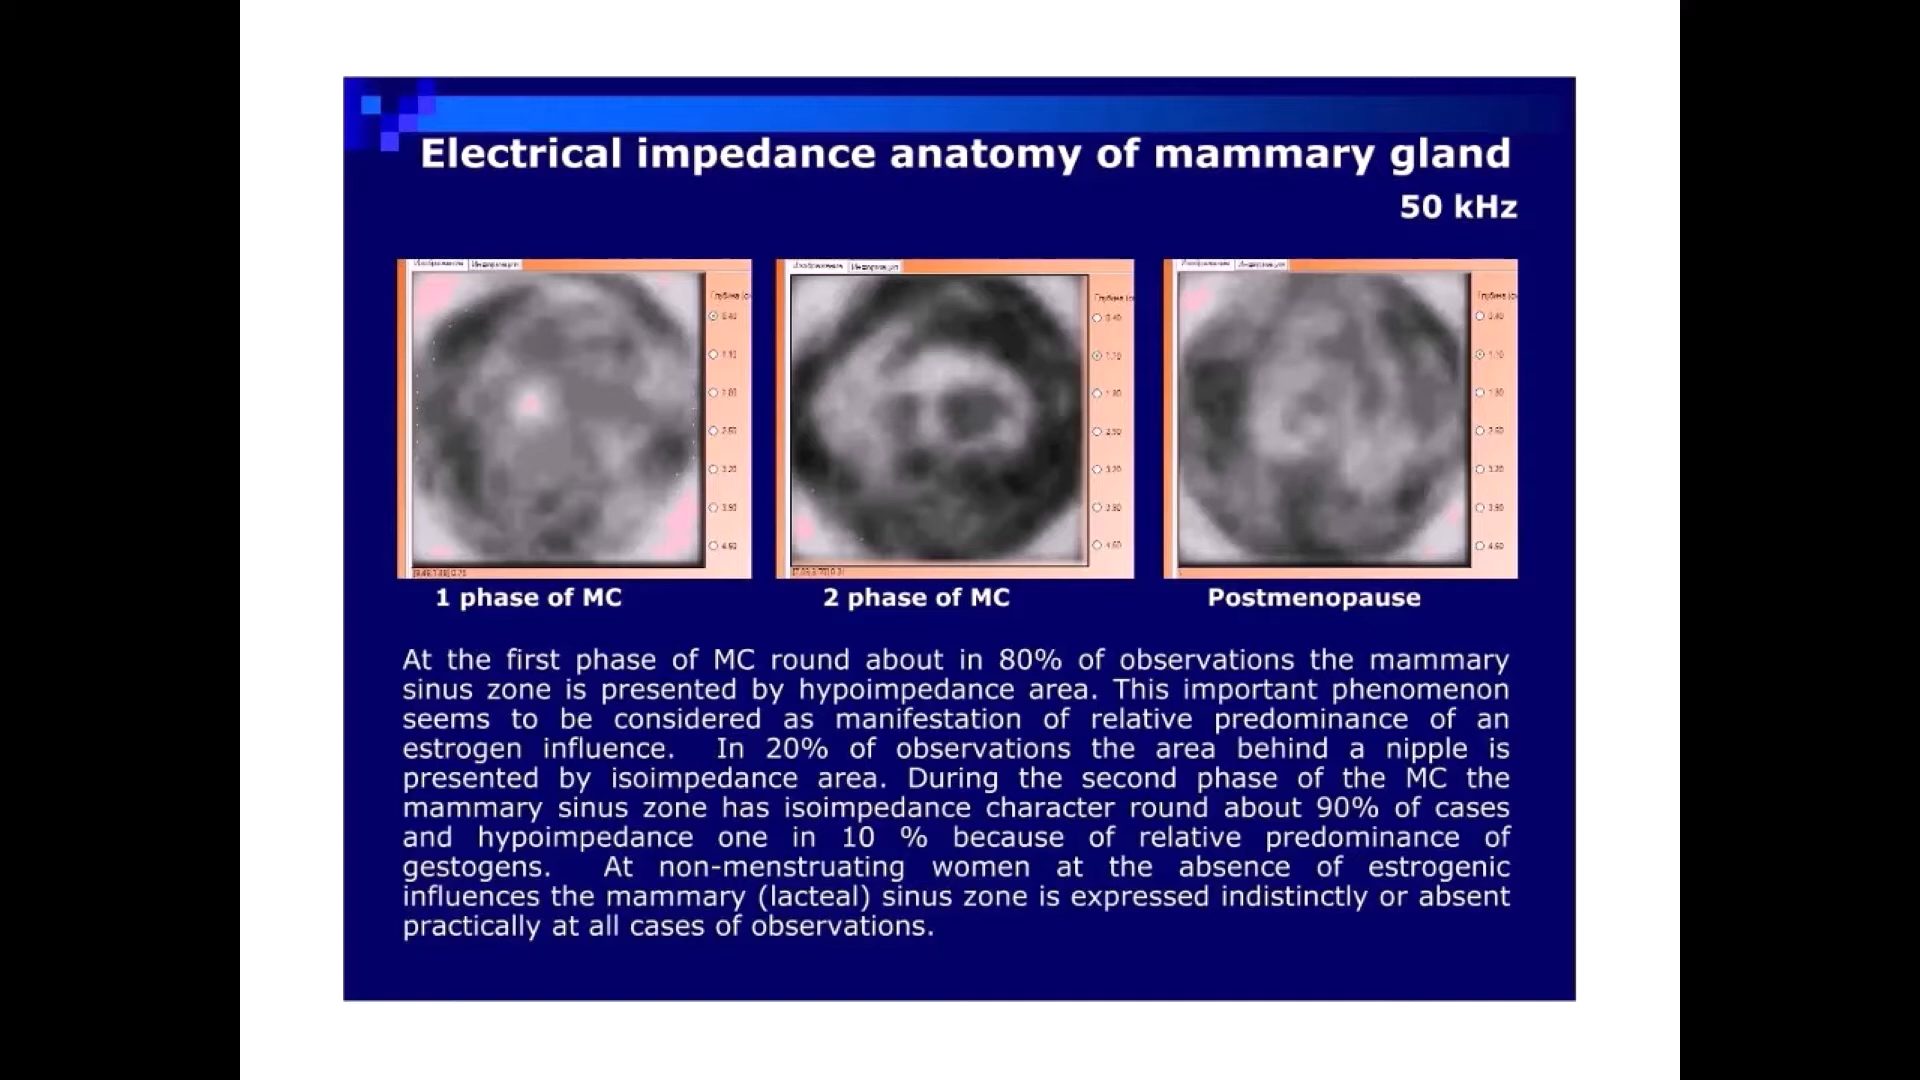 Electrical impedance anatomy of mammary gland
50 kHz
1 phase of MC
2 phase of MC
Postmenopause
At the first phase of MC round about in 80% of observations the mammary
sinus zone is presented by hypoimpedance area. This important phenomenon
seems to be considered as manifestation of relative predominance of an
estrogen influence. In 20% of observations the area behind a nipple is
presented by isoimpedance area. During the second phase of the MC the
mammary sinus zone has isoimpedance character round about 90% of cases
and hypoimpedance one in 10 % because of relative predominance of
gestogens. At non-menstruating women at the absence of estrogenic
influences the mammary (lacteal) sinus zone is expressed indistinctly or absent
practically at all cases of observations.